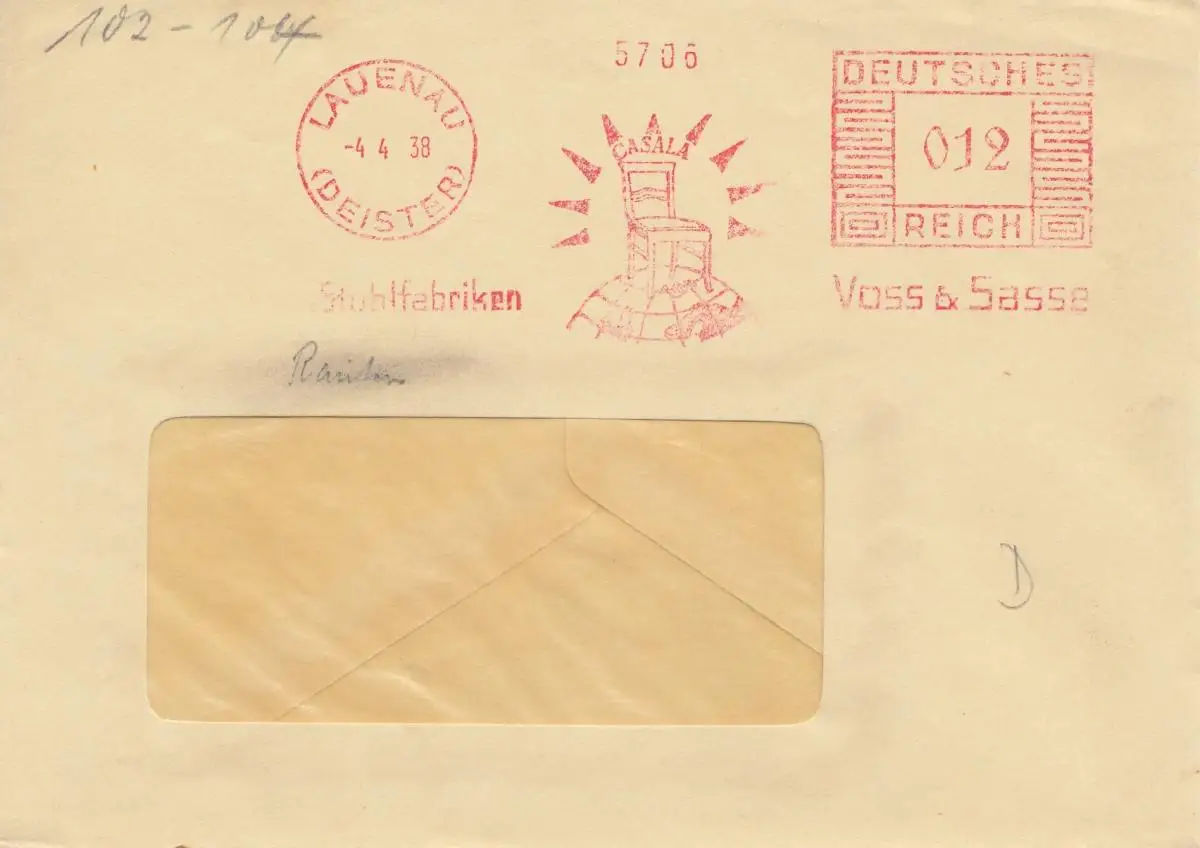 102 - 104
5706
LAUENAU
-4 4 38
(DEISTER)
CASALA
DEUTSCHES
012
REICH
Stuhlfabriken
Voss & Sasse
D